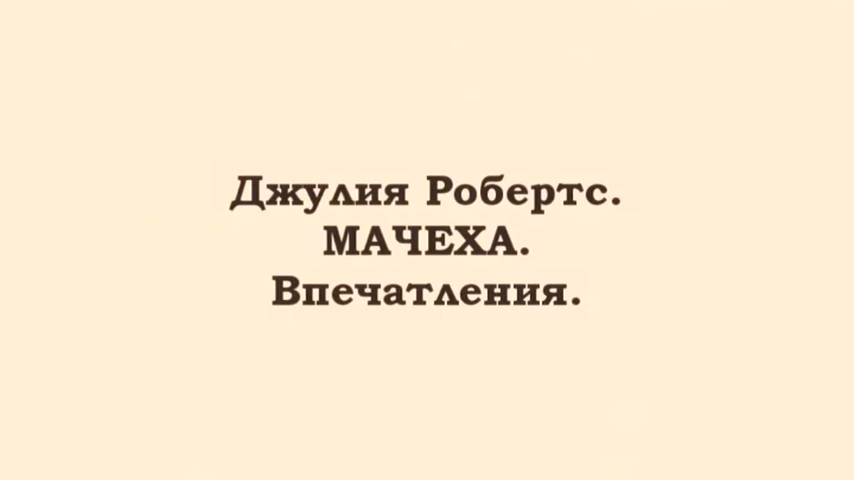 Джулия Робертс.
МАЧЕХА.
Впечатления.